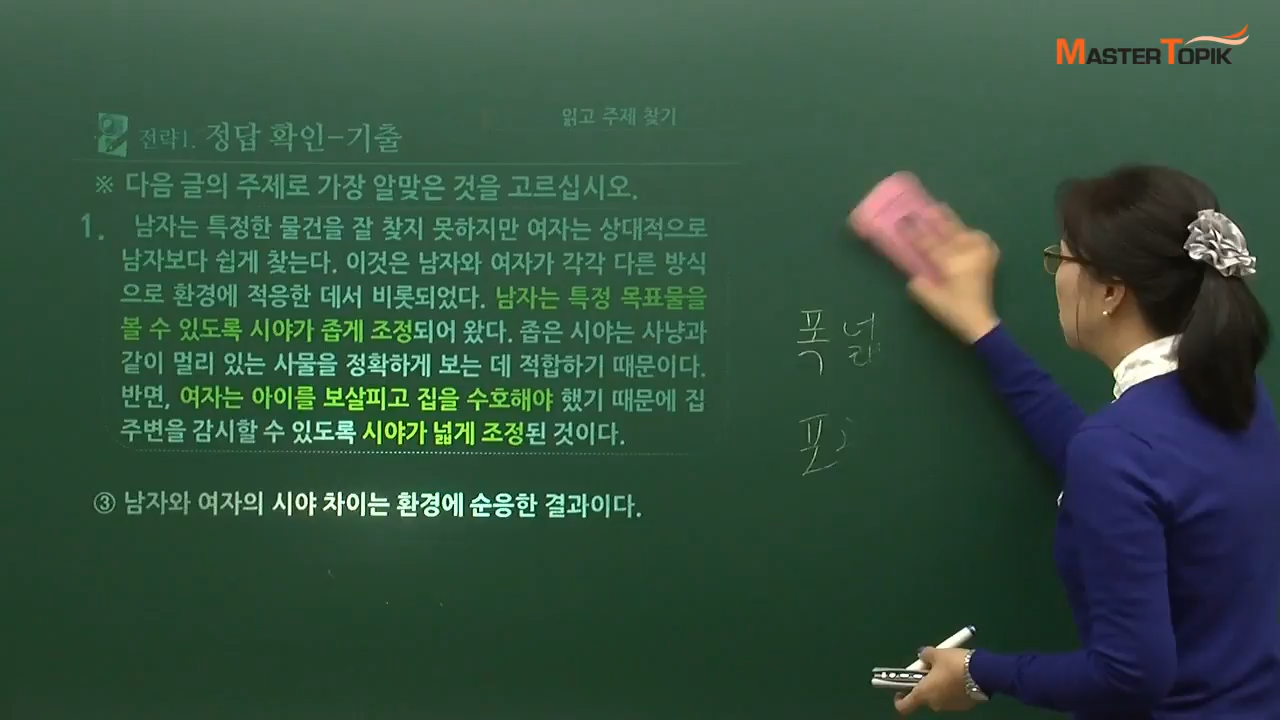 MASTERTOPIK
읽고 주제 찾기
전략1. 정답 확인-기출
※ 다음 글의 주제로 가장 알맞은 것을 고르십시오.
1. 남자는 특정한 물건을 잘 찾지 못하지만 여자는 상대적으로
남자보다 쉽게 찾는다. 이것은 남자와 여자가 각각 다른 방식
으로 환경에 적응한 데서 비롯되었다. 남자는 특정 목표물을
볼 수 있도록 시야가 좁게 조정되어 왔다. 좁은 시야는 사냥과
같이 멀리 있는 사물을 정확하게 보는 데 적합하기 때문이다.
반면, 여자는 아이를 보살피고 집을 수호해야 했기 때문에 집
주변을 감시할 수 있도록 시야가 넓게 조정된 것이다.
③ 남자와 여자의 시야 차이는 환경에 순응한 결과이다.
폭